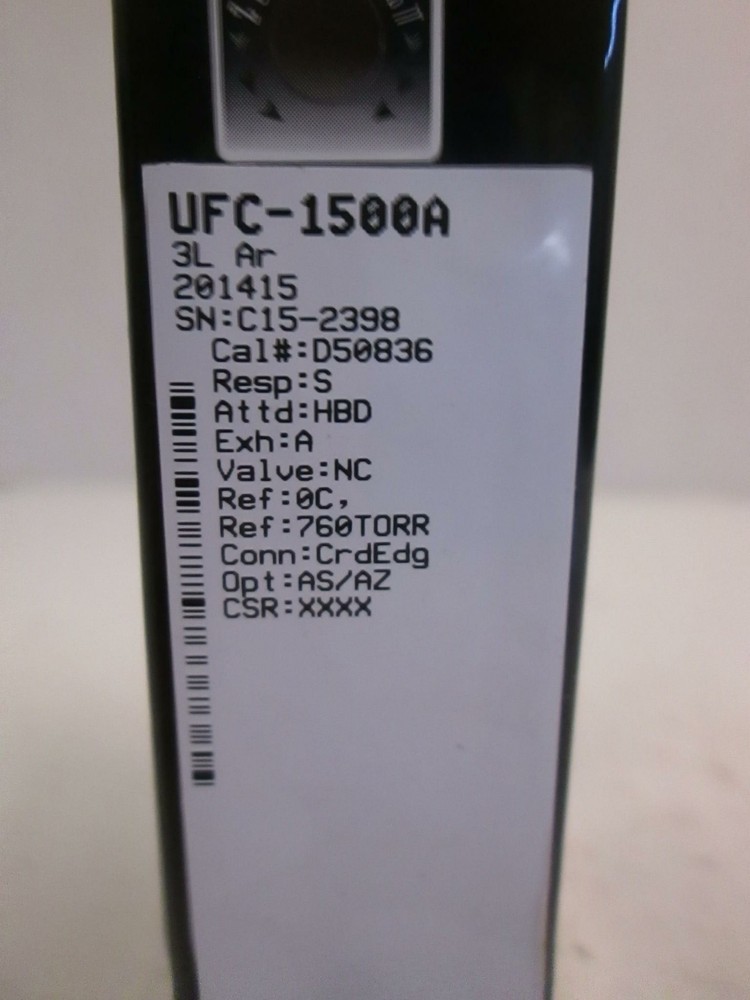 UFC-1500A
3L Ar
201415
SN:C15-2398
Cal#:D50836
Resp:S
Attd:HBD
Exh:A
Valve:NC
Ref:0C,
Ref:760TORR
Conn:CrdEdg
Opt:AS/AZ
CSR:XXXX